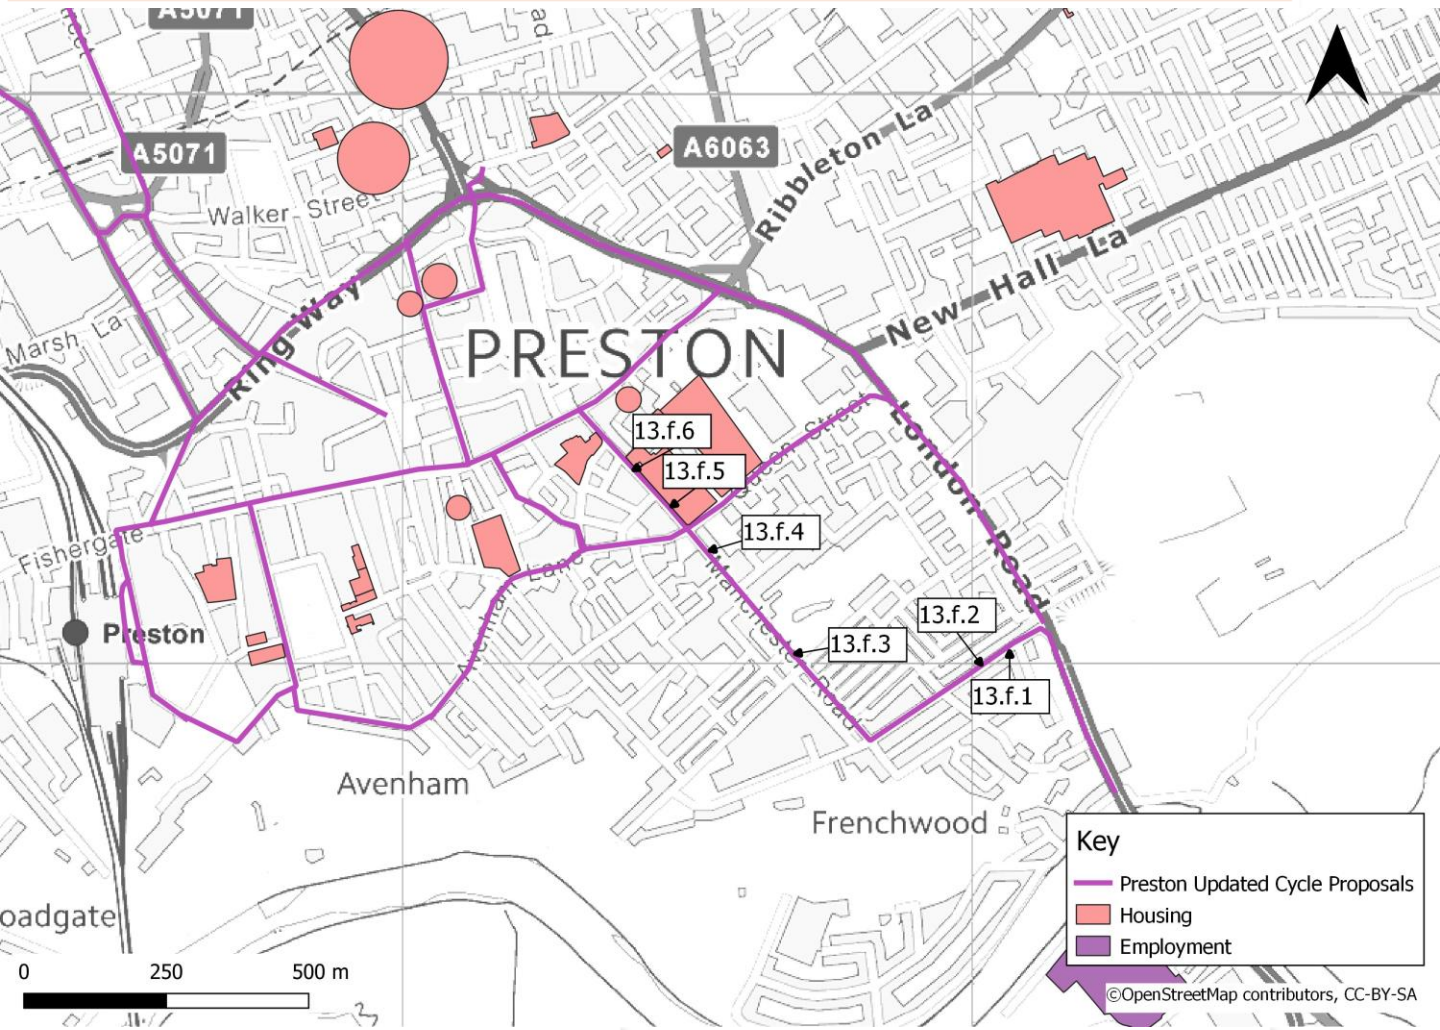 A5071
ad
A5071
A6063
Ribbleton La
Walker Street
New Hall La
Ring Way
Marsh La
PRESTON
13.f.6
13.f.5
Queen Street
London Road
13.f.4
Fishergate
Avenham Lane
Manchester Road
13.f.2
Preston
13.f.3
13.f.1
Avenham
Frenchwood
Key
Preston Updated Cycle Proposals
Housing
Employment
oadgate
0 250 500 m
©OpenStreetMap contributors, CC-BY-SA